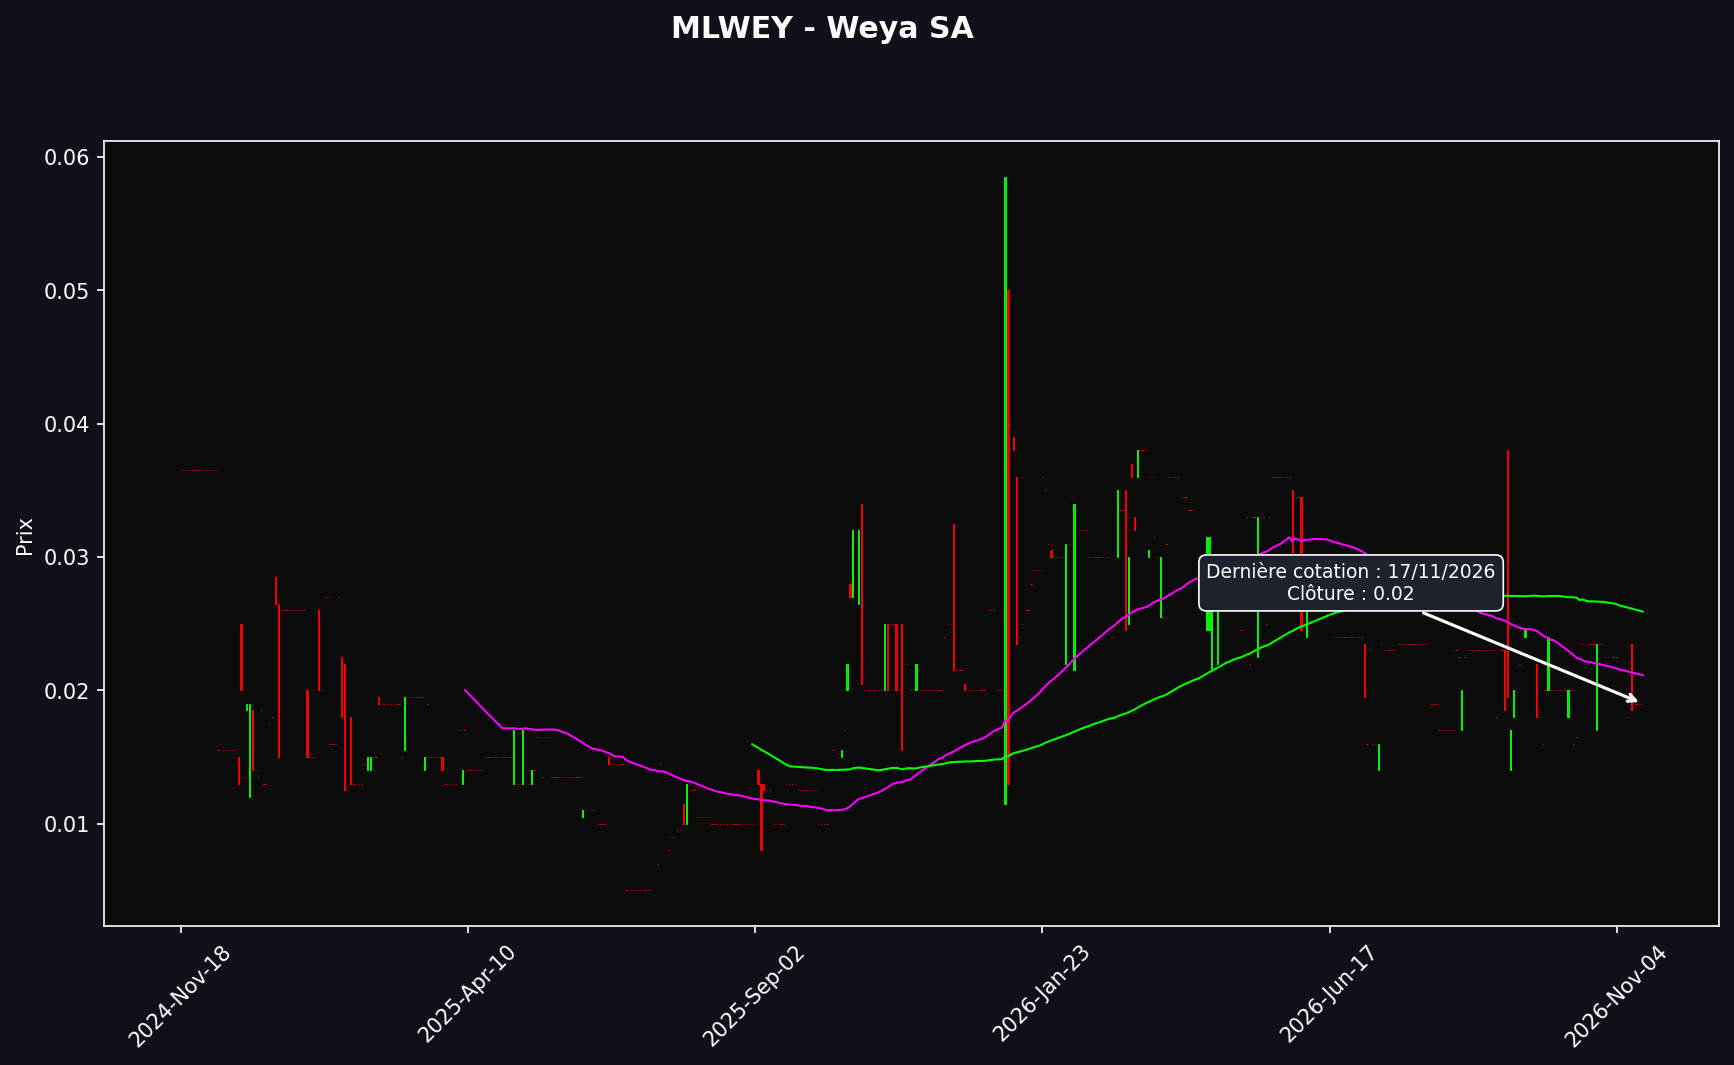 MLWEY - Weya SA
0.06
0.05
0.04
0.03
0.02
0.01
Prix
Dernière cotation : 17/11/2026
Clôture : 0.02
2024-Nov-18
2025-Apr-10
2025-Sep-02
2026-Jan-23
2026-Jun-17
2026-Nov-04